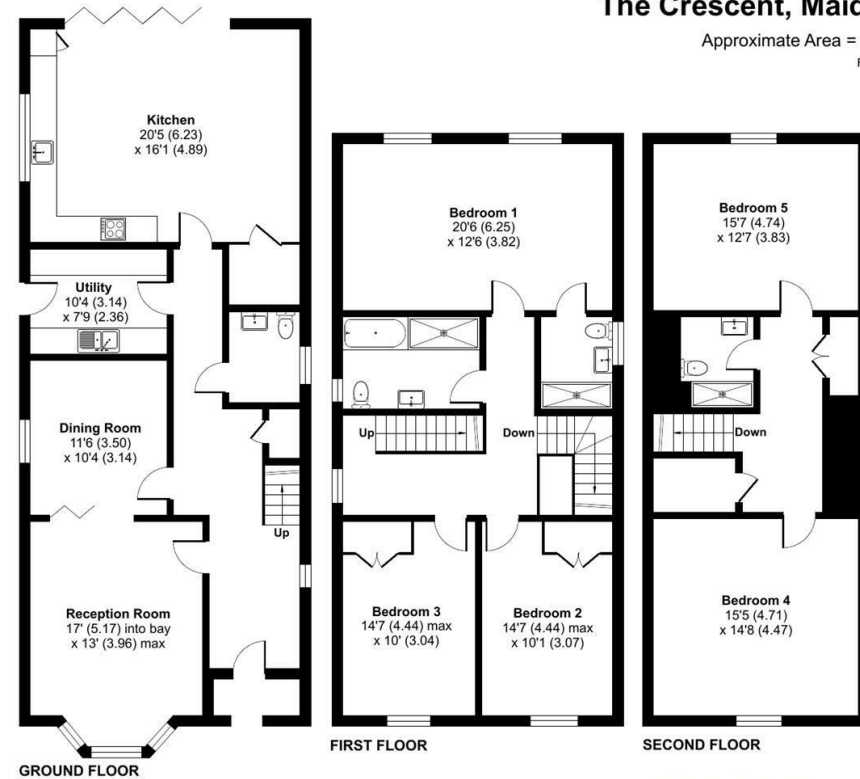 The Crescent, Maid
Approximate Area =
Kitchen
20'5 (6.23)
x 16'1 (4.89)
Utility
10'4 (3.14)
x 7'9 (2.36)
Dining Room
11'6 (3.50)
x 10'4 (3.14)
Up
Reception Room
17' (5.17) into bay
x 13' (3.96) max
GROUND FLOOR
Bedroom 1
20'6 (6.25)
x 12'6 (3.82)
Up
Down
Bedroom 3
14'7 (4.44) max
x 10' (3.04)
Bedroom 2
14'7 (4.44) max
x 10'1 (3.07)
FIRST FLOOR
Bedroom 5
15'7 (4.74)
x 12'7 (3.83)
Down
Bedroom 4
15'5 (4.71)
x 14'8 (4.47)
SECOND FLOOR